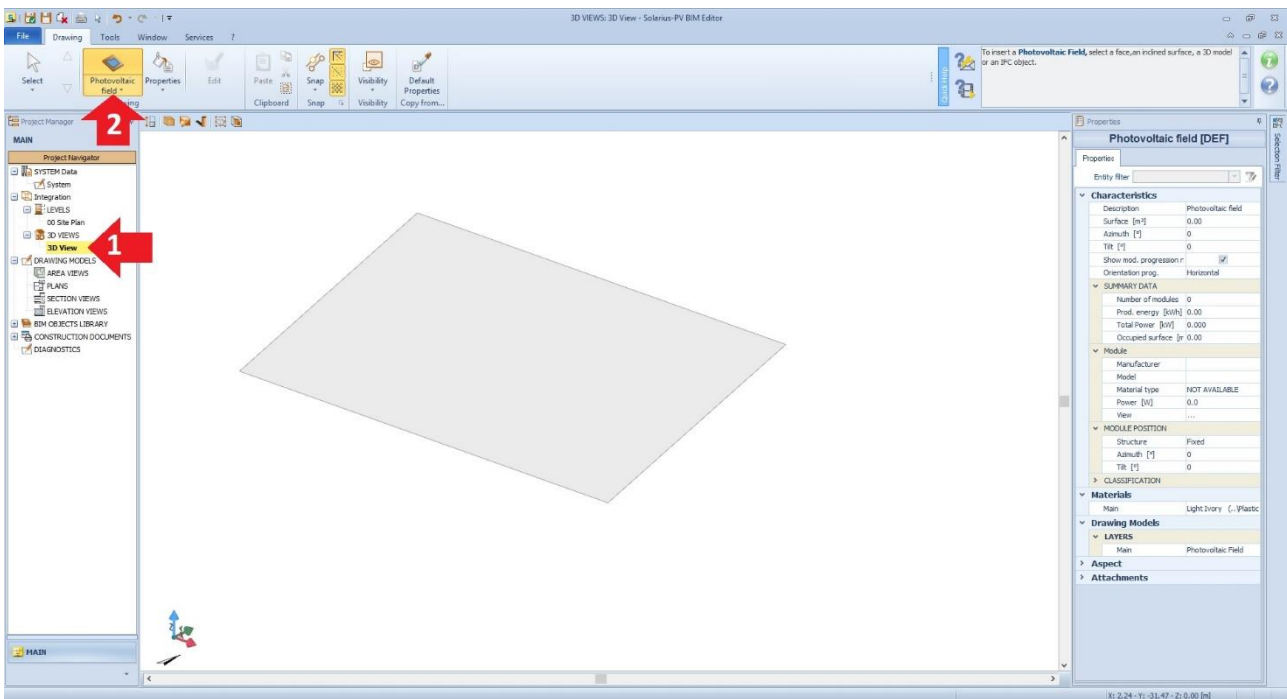 3D VIEWS: 3D View - Solarius-PV BIM Editor
File Drawing Tools Window Services ?
Select
Photovoltaic field
Properties
Edit
Paste
Snap
Visibility
Default Properties
Clipboard Snap Visibility Copy from...
Quick Help
To insert a Photovoltaic Field, select a face,an inclined surface, a 3D model
or an IFC object.
2
Project Manager
MAIN
Project Navigator
SYSTEM Data
System
Integration
LEVELS
00 Site Plan
3D VIEWS
3D View
1
DRAWING MODELS
AREA VIEWS
PLANS
SECTION VIEWS
ELEVATION VIEWS
BIM OBJECTS LIBRARY
CONSTRUCTION DOCUMENTS
DIAGNOSTICS
MAIN
Z
Properties
Photovoltaic field [DEF]
Properties
Entity filter
Characteristics
Description Photovoltaic field
Surface [m²] 0.00
Azimuth [°] 0
Tilt [°] 0
Show mod. progression r
Orientation prog. Horizontal
SUMMARY DATA
Number of modules 0
Prod. energy [kWh] 0.00
Total Power [kW] 0.000
Occupied surface [m 0.00
Module
Manufacturer
Model
Material type NOT AVAILABLE
Power [W] 0.0
View ...
MODULE POSITION
Structure Fixed
Azimuth [°] 0
Tilt [°] 0
CLASSIFICATION
Materials
Main Light Ivory (...\Plastic
Drawing Models
LAYERS
Main Photovoltaic Field
Aspect
Attachments
Selection Filter
X: 2.24 - Y: -31.47 - Z: 0.00 [m]